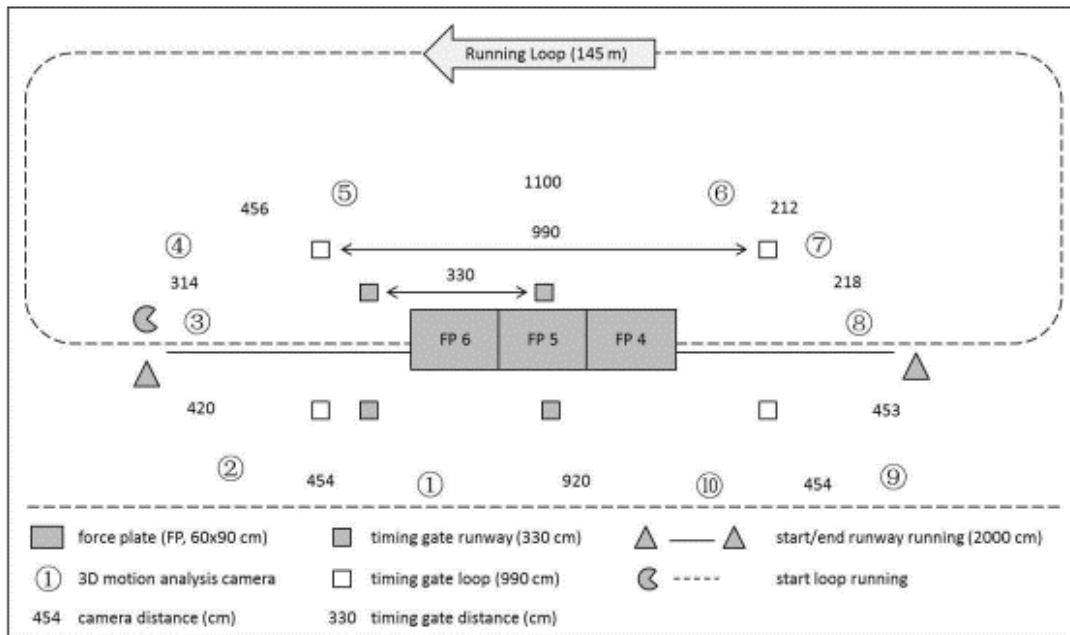 Running Loop (145 m)
⑤ 1100 ⑥
456 212
④ 990 ⑦
314 330 218
③ FP 6 FP 5 FP 4 ⑧
420 453
② 454 ① 920 ⑩ 454 ⑨
force plate (FP, 60x90 cm) timing gate runway (330 cm) start/end runway running (2000 cm)
① 3D motion analysis camera timing gate loop (990 cm) start loop running
454 camera distance (cm) 330 timing gate distance (cm)